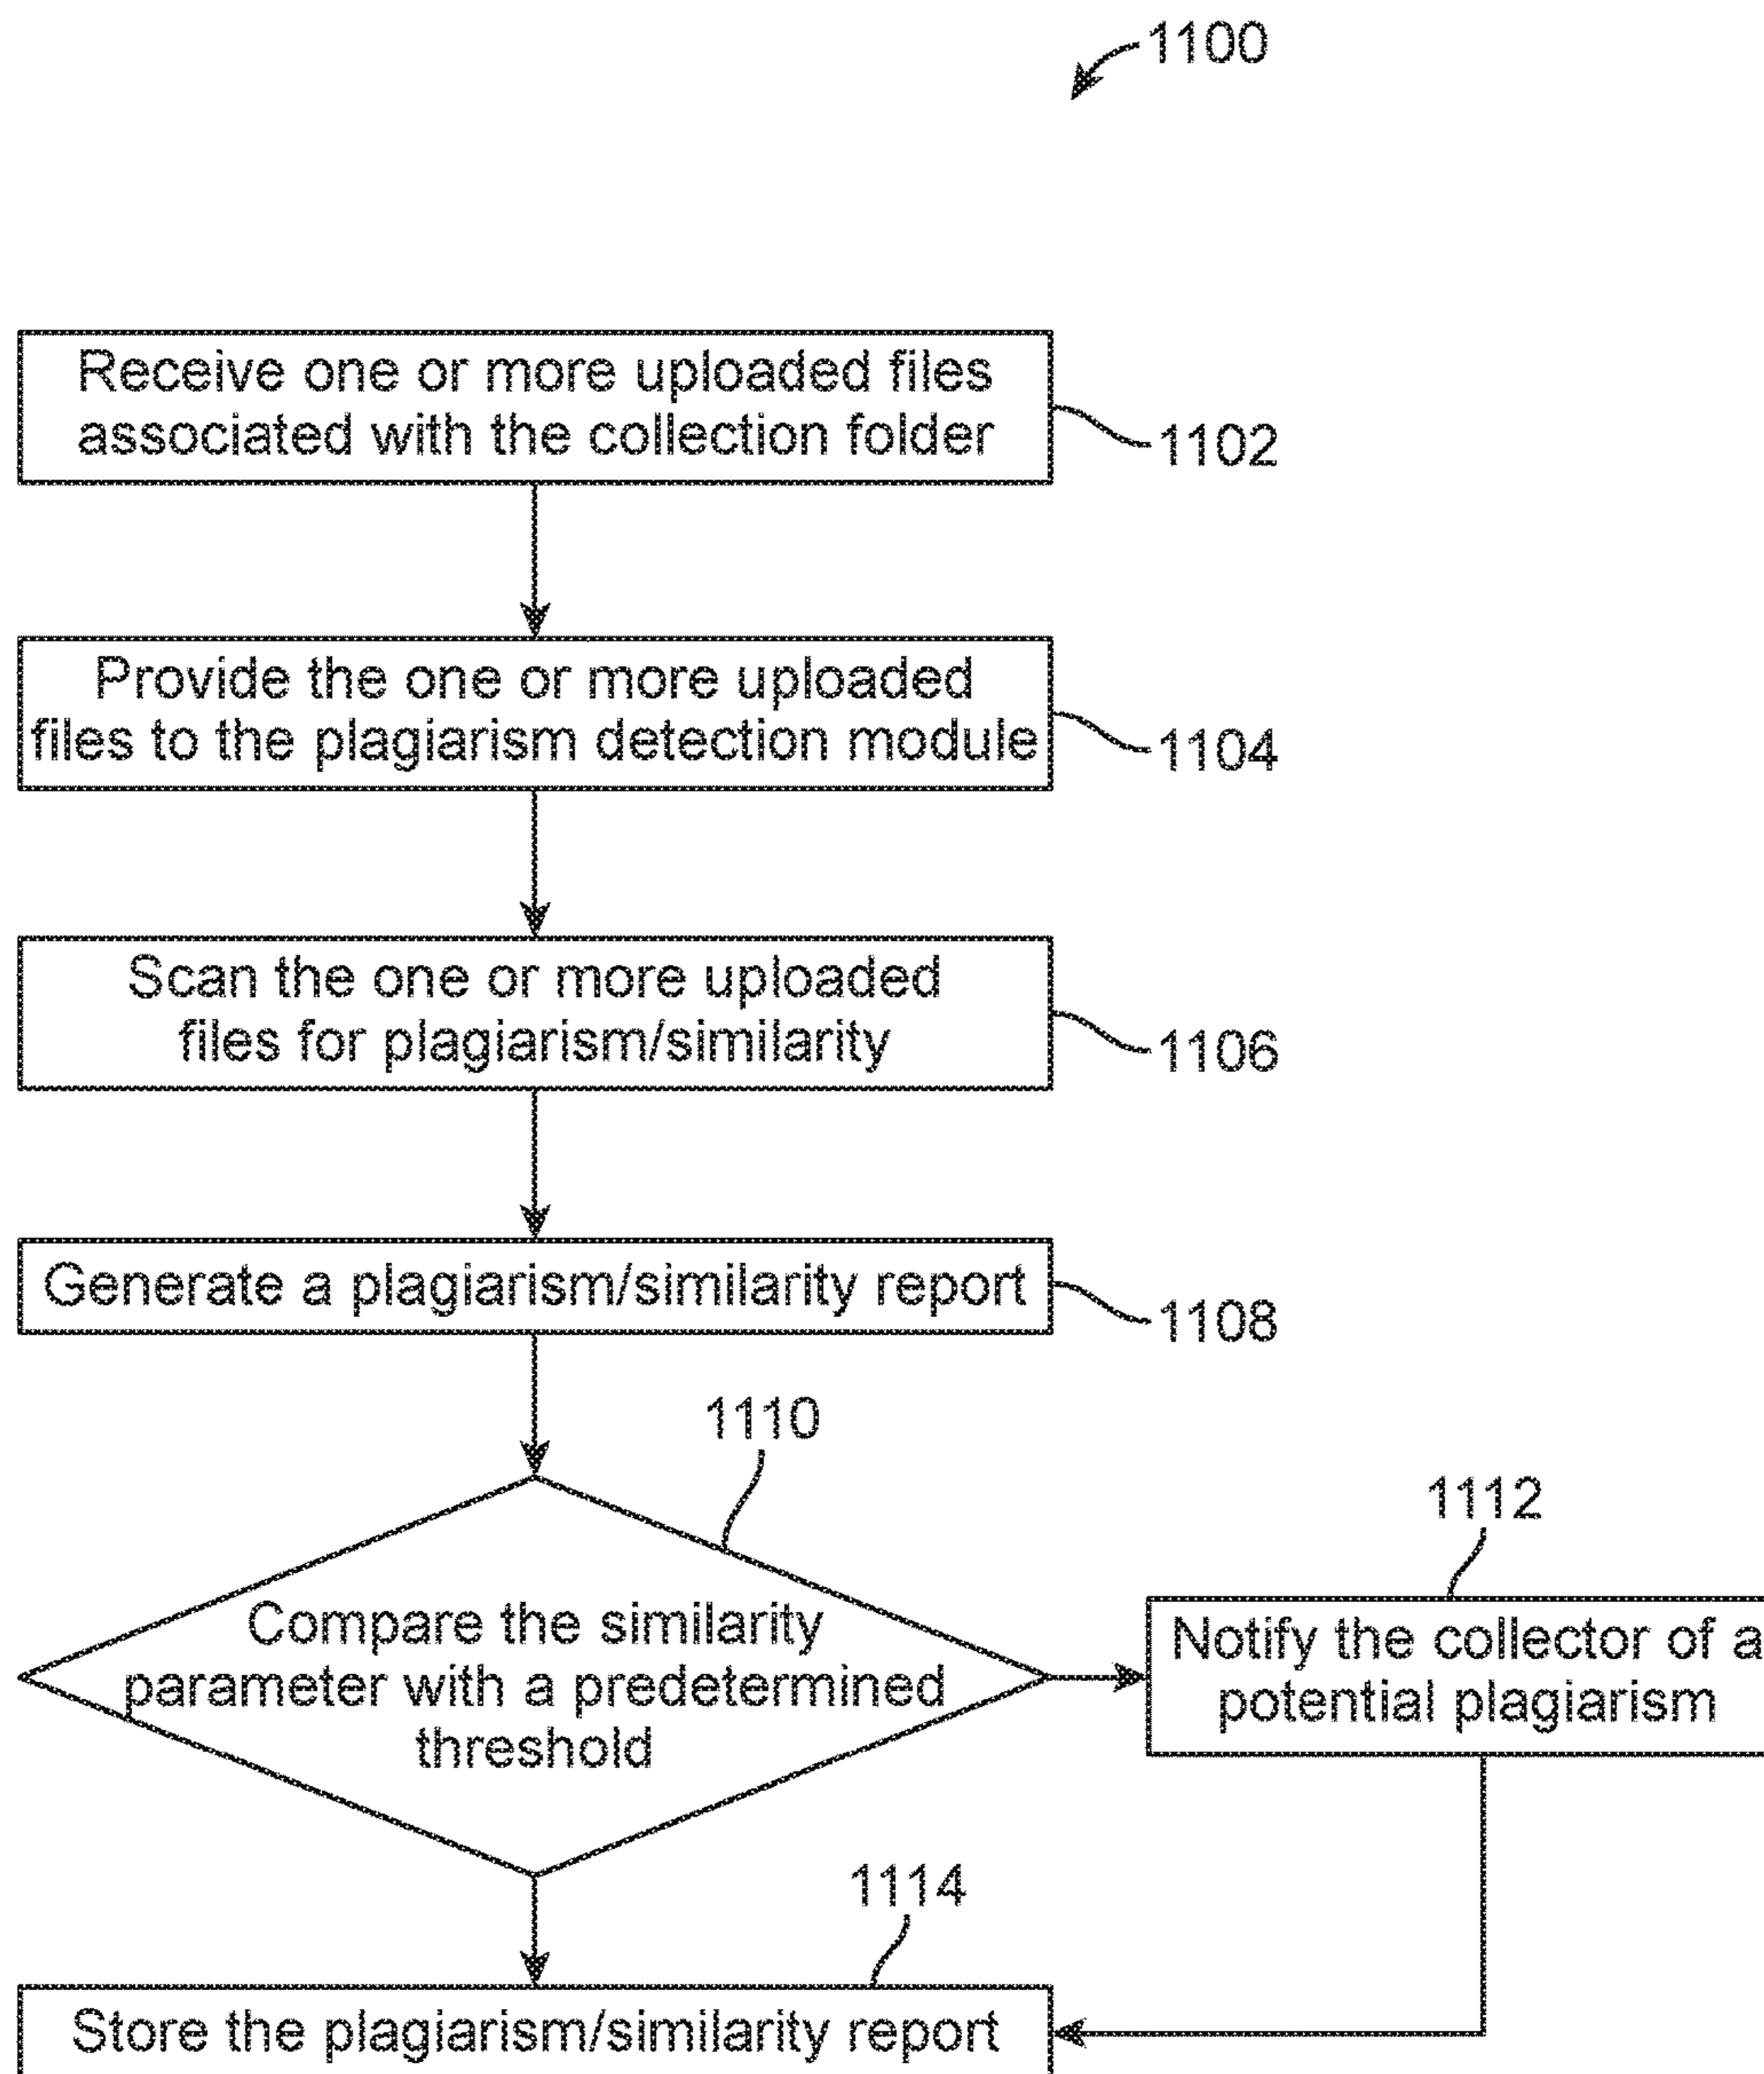 1100
Receive one or more uploaded files
associated with the collection folder
1102
Provide the one or more uploaded
files to the plagiarism detection module
1104
Scan the one or more uploaded
files for plagiarism/similarity
1106
Generate a plagiarism/similarity report
1108
1110
Compare the similarity
parameter with a predetermined
threshold
1112
Notify the collector of a
potential plagiarism
1114
Store the plagiarism/similarity report